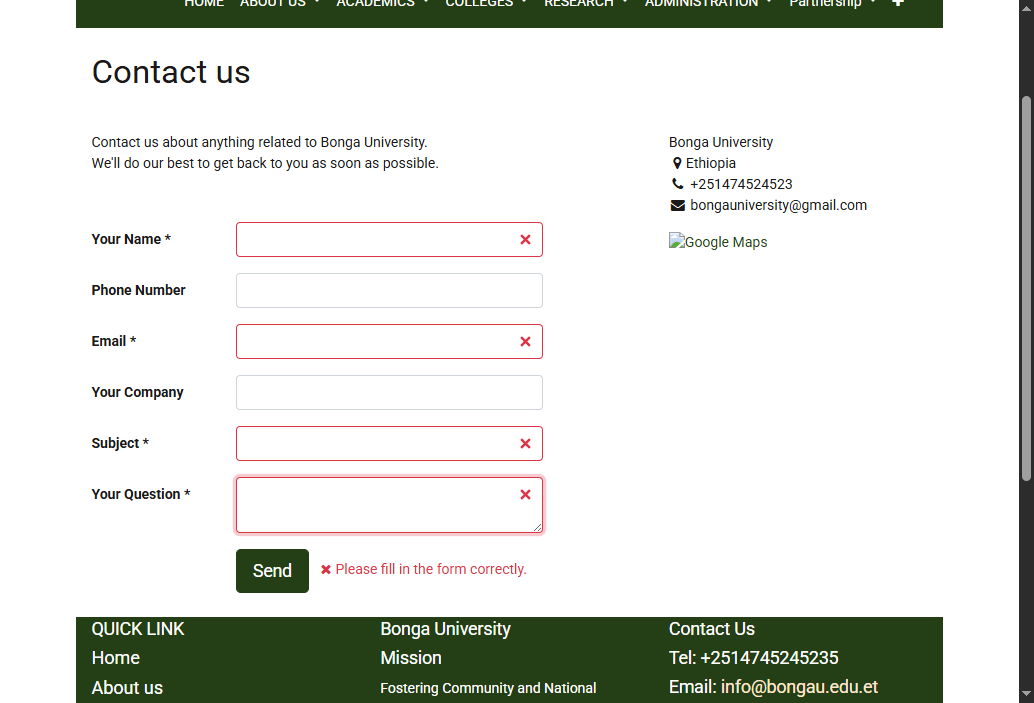 HOME ABOUT US ACADEMICS COLLEGES RESEARCH ADMINISTRATION Partnership
Contact us
Contact us about anything related to Bonga University.
We'll do our best to get back to you as soon as possible.
Bonga University
Ethiopia
+251474524523
bongauniversity@gmail.com
Google Maps
Your Name *
Phone Number
Email *
Your Company
Subject *
Your Question *
Send
Please fill in the form correctly.
QUICK LINK
Home
About us
Bonga University
Mission
Fostering Community and National
Contact Us
Tel: +2514745245235
Email: info@bongau.edu.et